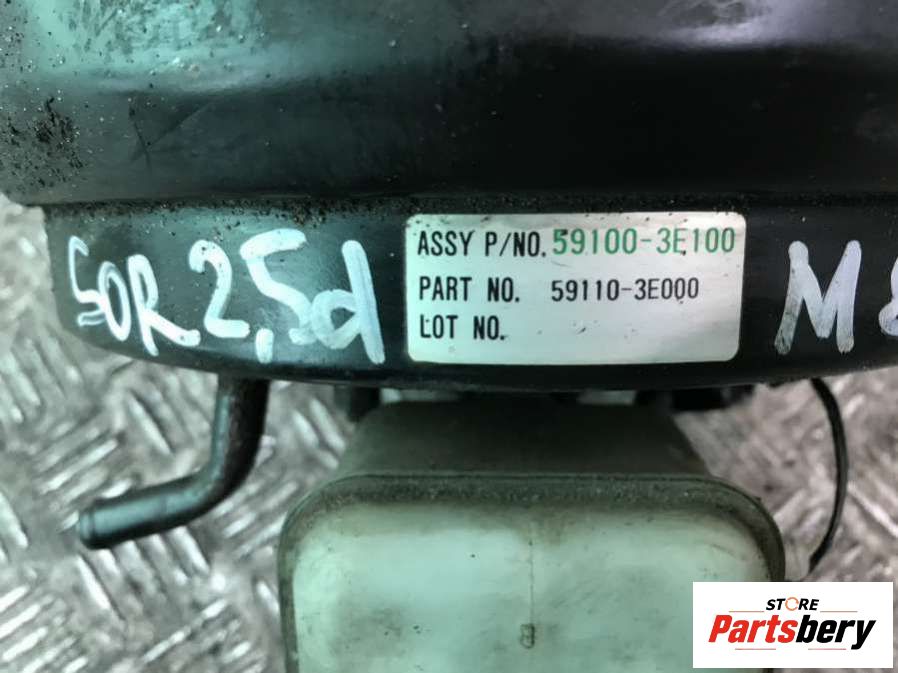 SOR 2,5d
ASSY P/NO. 59100-3E100
PART NO. 59110-3E000
LOT NO.
M
STORE
Partsbery